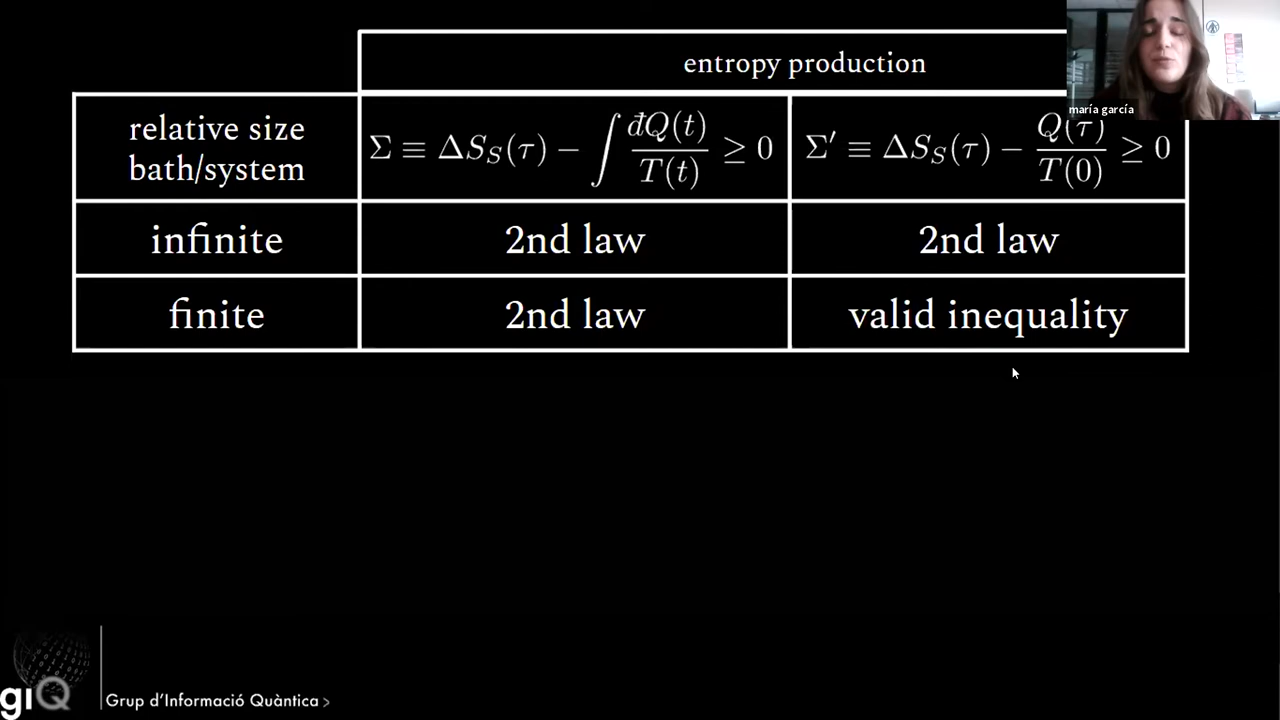 entropy production
maría garcía
relative size
bath/system
Σ ≡ ΔS_S(τ) − ∫ đQ(t)/T(t) ≥ 0
Σ′ ≡ ΔS_S(τ) − Q(τ)/T(0) ≥ 0
infinite
2nd law
2nd law
finite
2nd law
valid inequality
giQ
Grup d’Informació Quàntica >